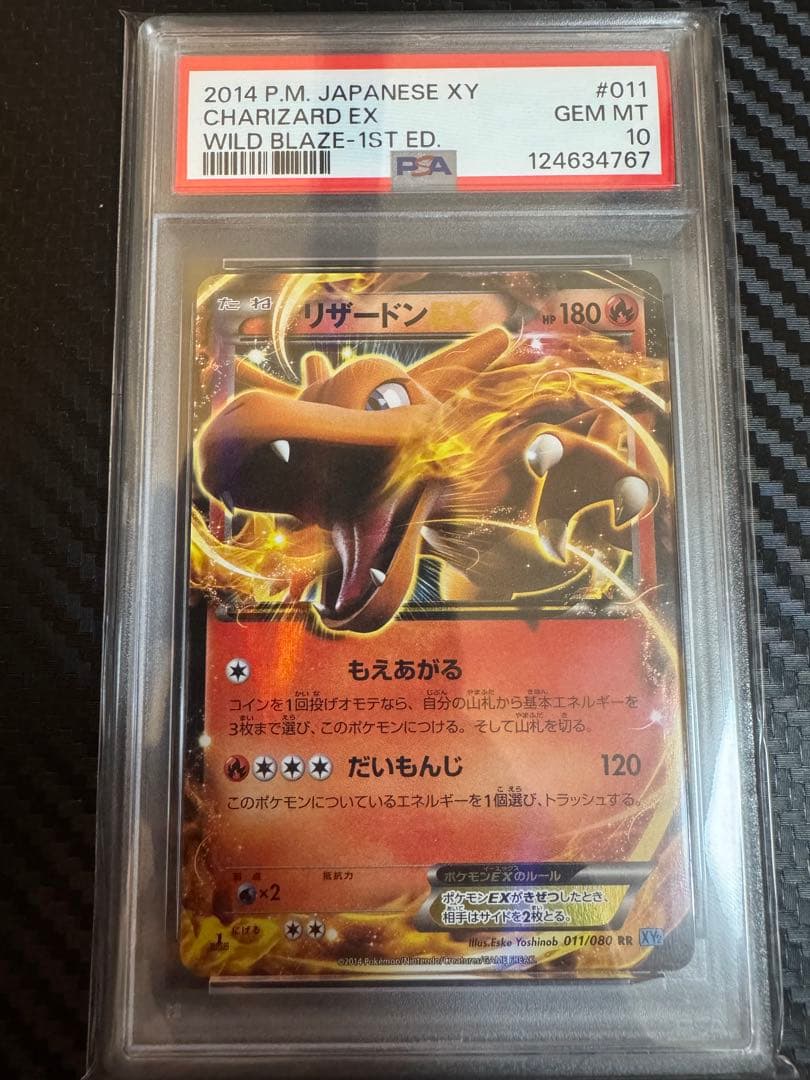 2014 P.M. JAPANESE XY #011
CHARIZARD EX GEM MT
WILD BLAZE-1ST ED. 10
PSA 124634767
たね リザードンEX HP 180
もえあがる
コインを1回投げオモテなら、自分の山札から基本エネルギーを
3枚まで選び、このポケモンにつける。そして山札を切る。
だいもんじ 120
このポケモンについているエネルギーを1個選び、トラッシュする。
弱点 抵抗力
×2
ポケモンEXのルール
ポケモンEXがきぜつしたとき、
相手はサイドを2枚とる。
にげる
Illus.Eske Yoshinob 011/080 RR XY2
©2014 Pokémon/Nintendo/Creatures/GAME FREAK.